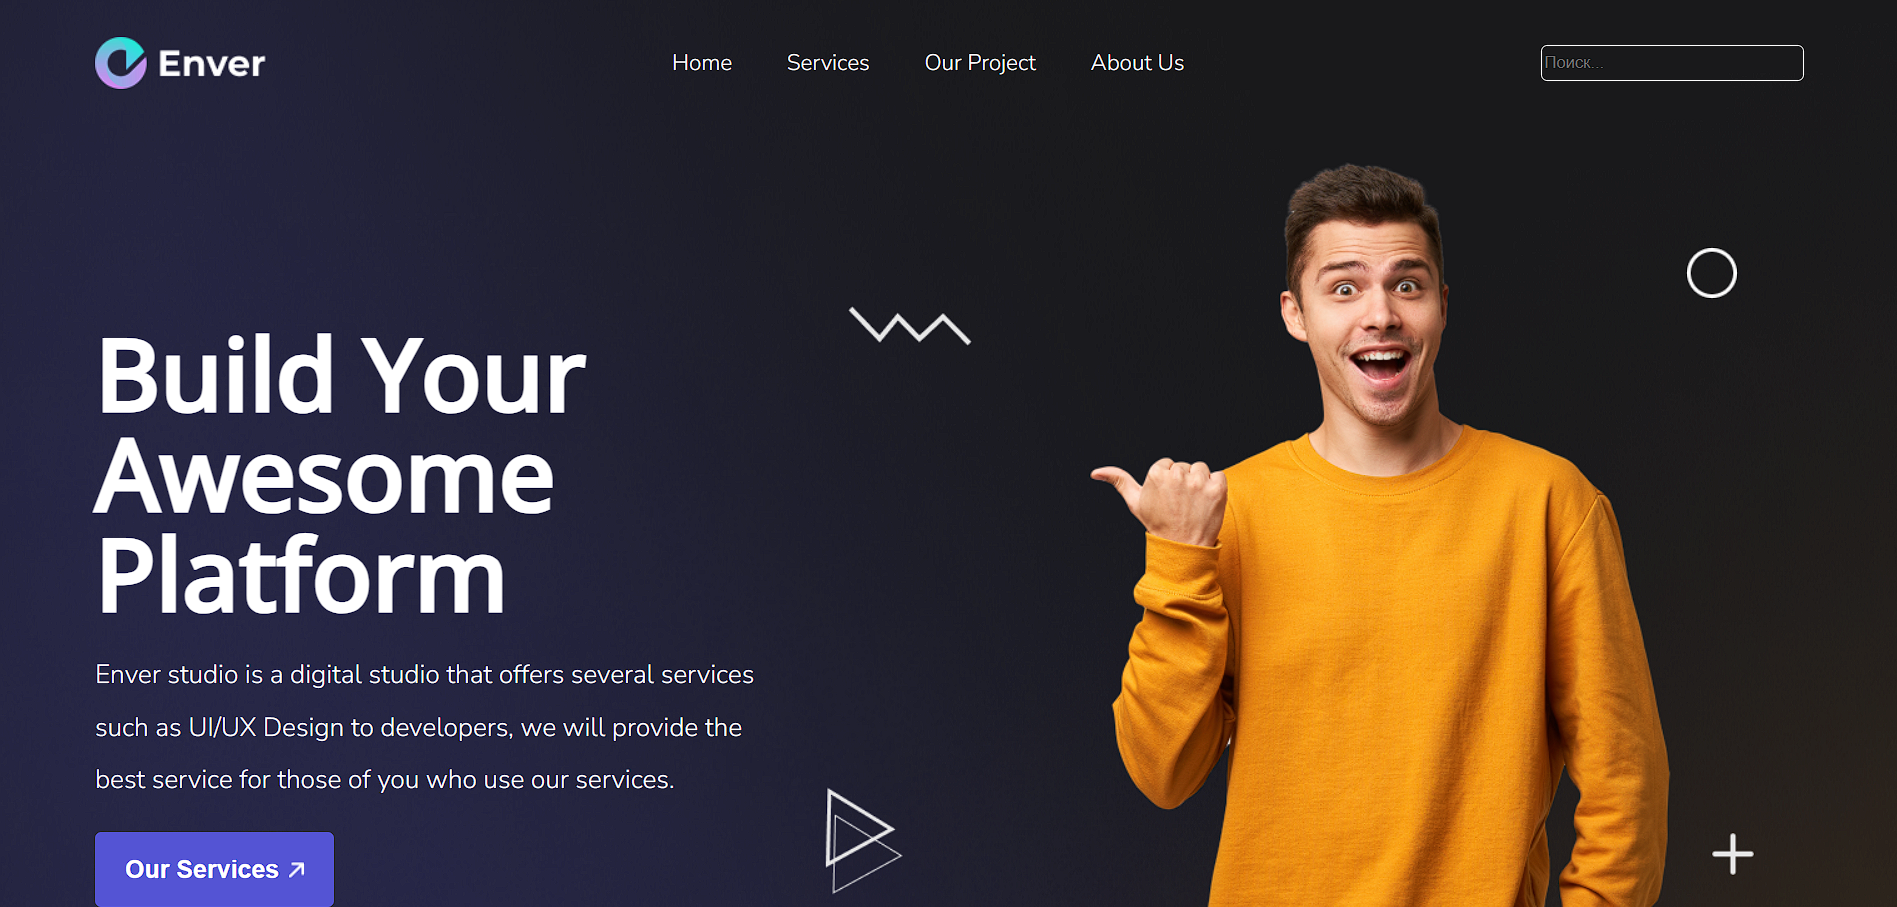 Enver
Home Services Our Project About Us
Поиск...
Build Your
Awesome
Platform
Enver studio is a digital studio that offers several services
such as UI/UX Design to developers, we will provide the
best service for those of you who use our services.
Our Services